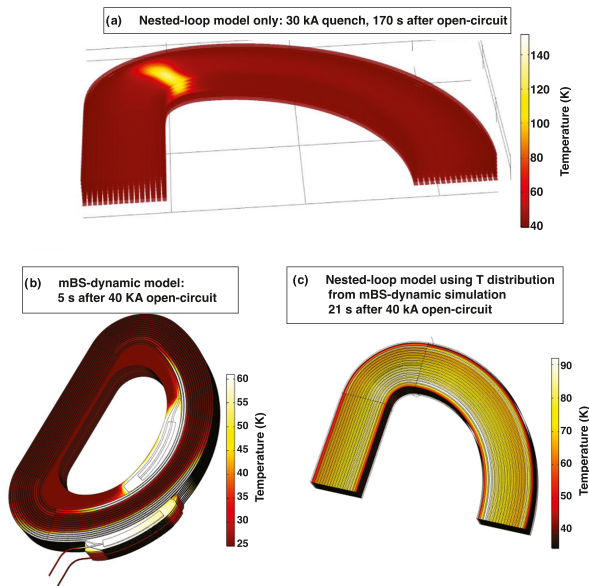 (a) Nested-loop model only: 30 kA quench, 170 s after open-circuit
140
120
100
80
60
40
Temperature (K)
(b) mBS-dynamic model:
5 s after 40 KA open-circuit
60
55
50
45
40
35
30
25
Temperature (K)
(c) Nested-loop model using T distribution
from mBS-dynamic simulation
21 s after 40 kA open-circuit
90
80
70
60
50
40
Temperature (K)